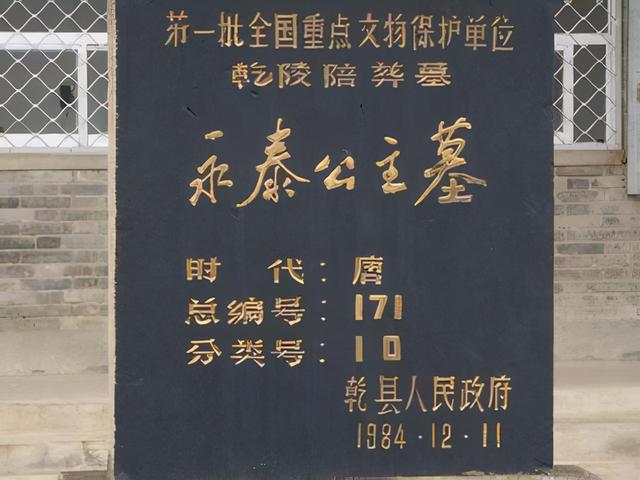 第一批全国重点文物保护单位
乾陵陪葬墓
永泰公主墓
时代：唐
总编号：171
分类号：10
乾县人民政府
1984·12·11